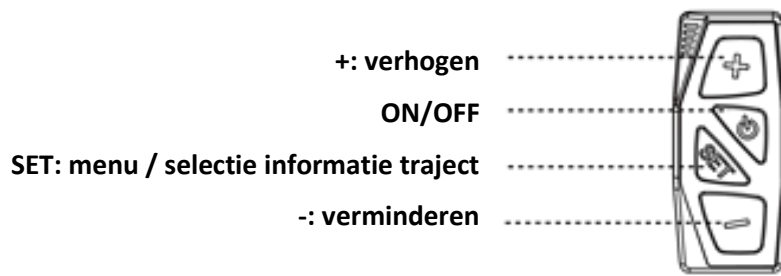 +: verhogen
ON/OFF
SET: menu / selectie informatie traject
SET
-: verminderen